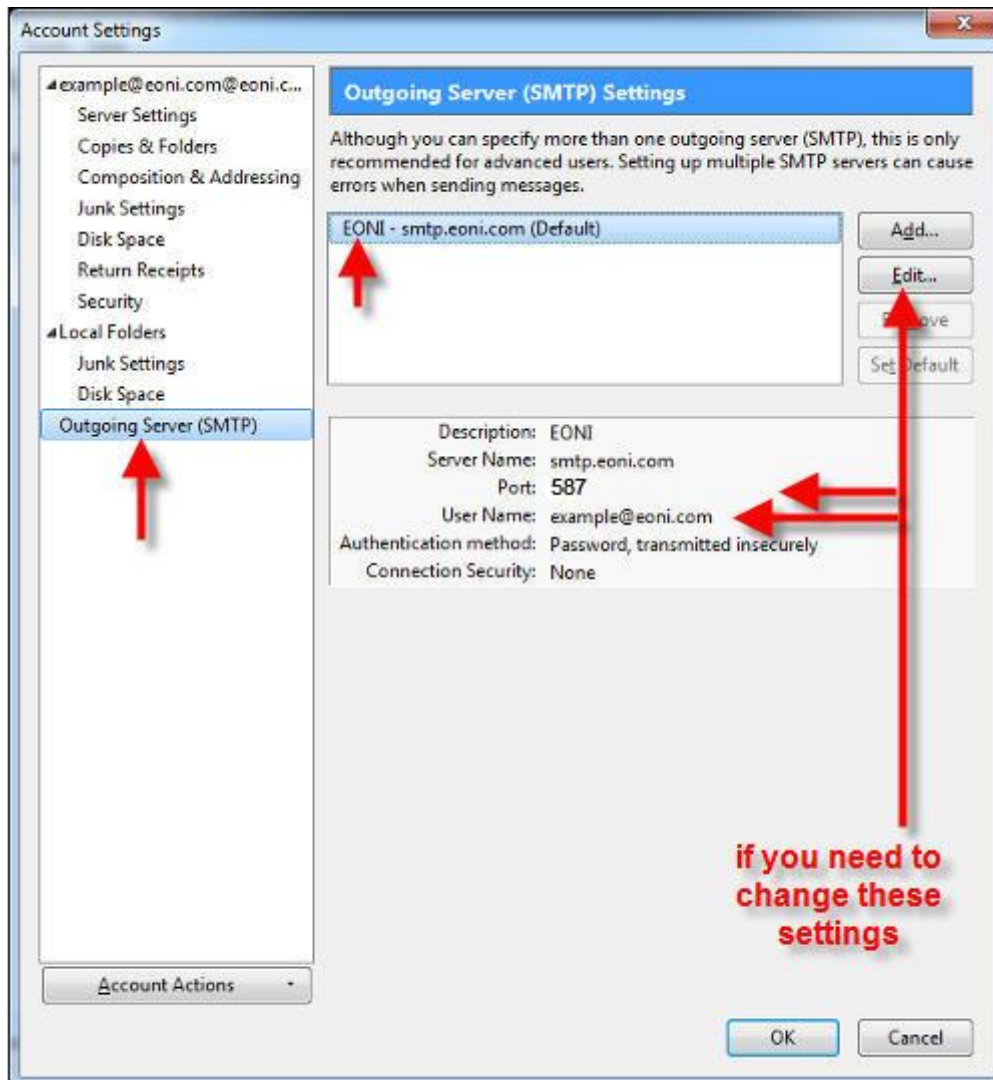 Account Settings
example@eoni.com@eoni.c...
Server Settings
Copies & Folders
Composition & Addressing
Junk Settings
Disk Space
Return Receipts
Security
Local Folders
Junk Settings
Disk Space
Outgoing Server (SMTP)
Account Actions
Outgoing Server (SMTP) Settings
Although you can specify more than one outgoing server (SMTP), this is only
recommended for advanced users. Setting up multiple SMTP servers can cause
errors when sending messages.
EONI - smtp.eoni.com (Default)
Add...
Edit...
Remove
Set Default
Description: EONI
Server Name: smtp.eoni.com
Port: 587
User Name: example@eoni.com
Authentication method: Password, transmitted insecurely
Connection Security: None
if you need to
change these
settings
OK
Cancel